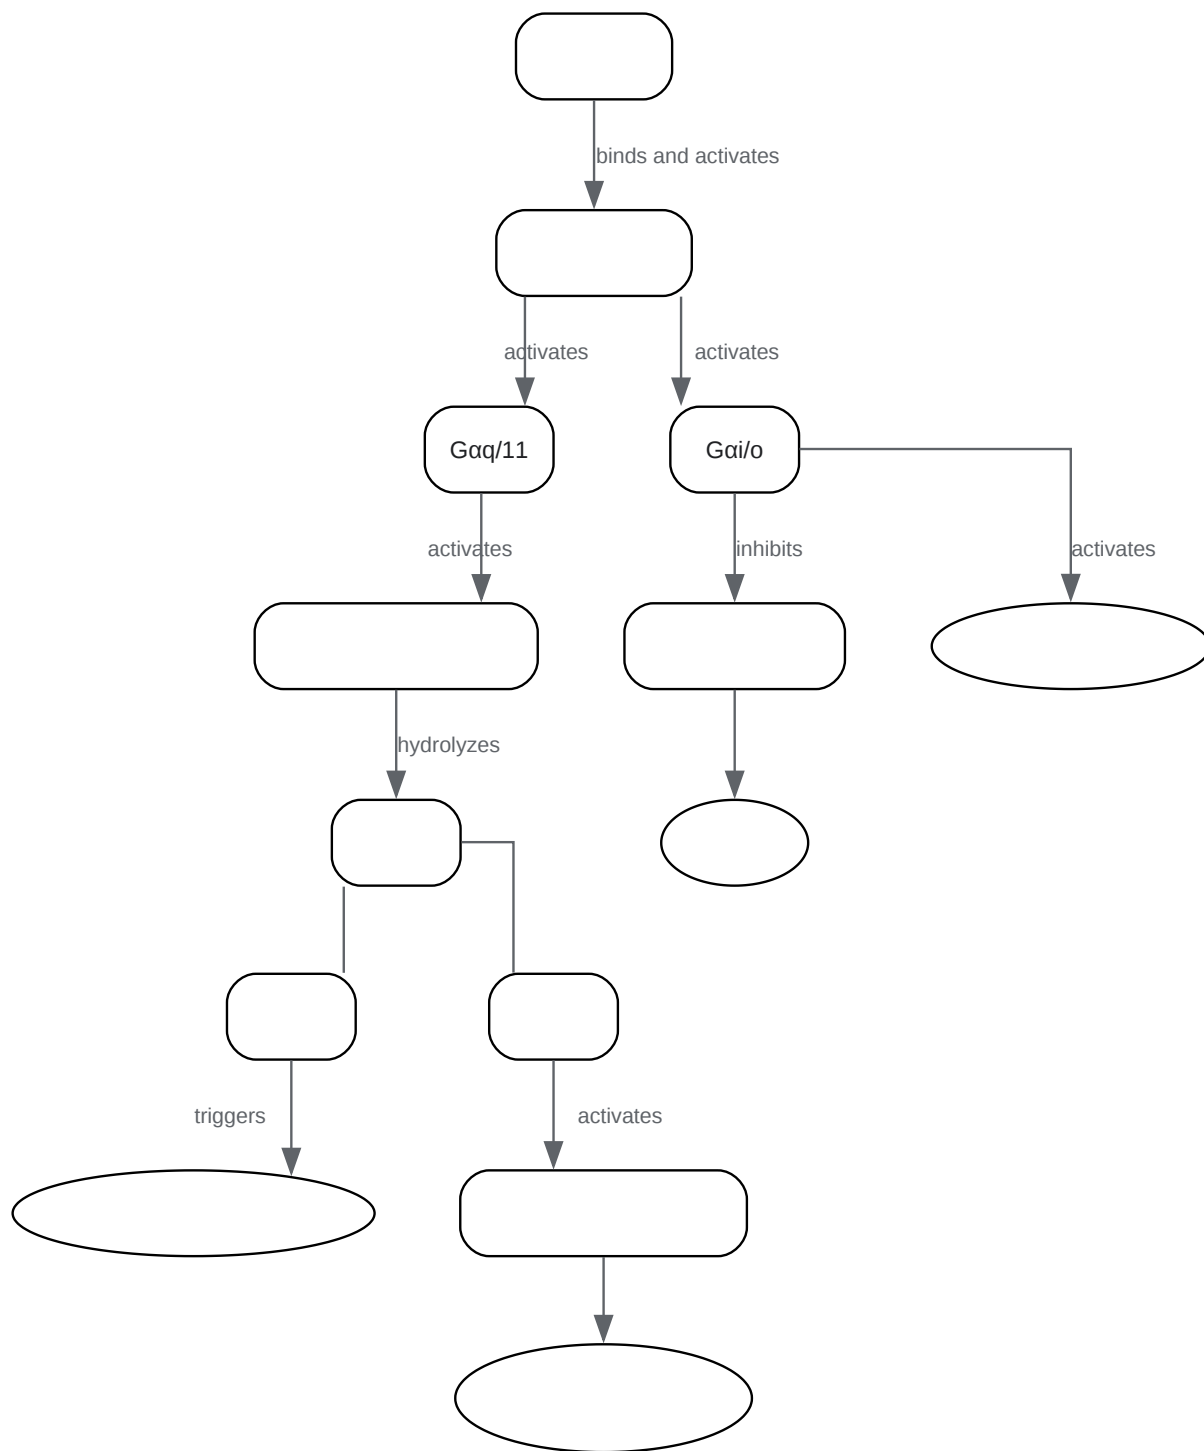 binds and activates
activates
activates
Gαq/11
Gαi/o
activates
inhibits
activates
hydrolyzes
triggers
activates